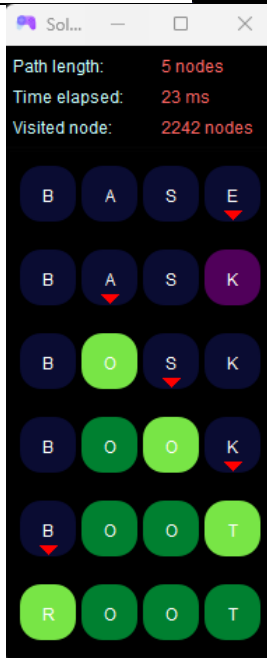 Sol...
Path length: 5 nodes
Time elapsed: 23 ms
Visited node: 2242 nodes
B A S E
B A S K
B O S K
B O O K
B O O T
R O O T